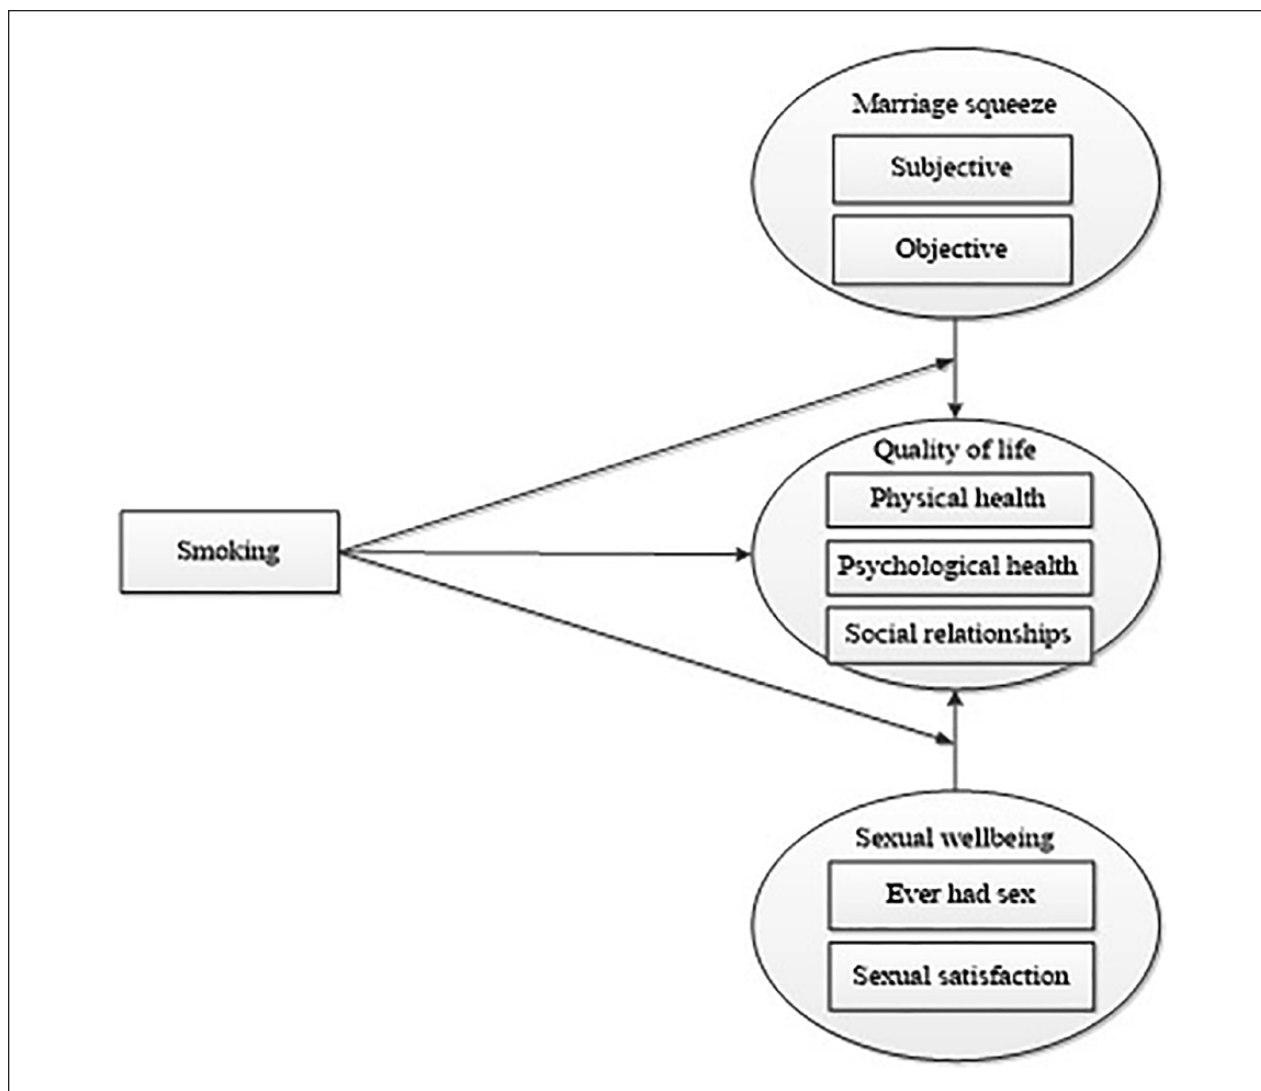 Marriage squeeze
Subjective
Objective
Quality of life
Physical health
Smoking
Psychological health
Social relationships
Sexual wellbeing
Ever had sex
Sexual satisfaction